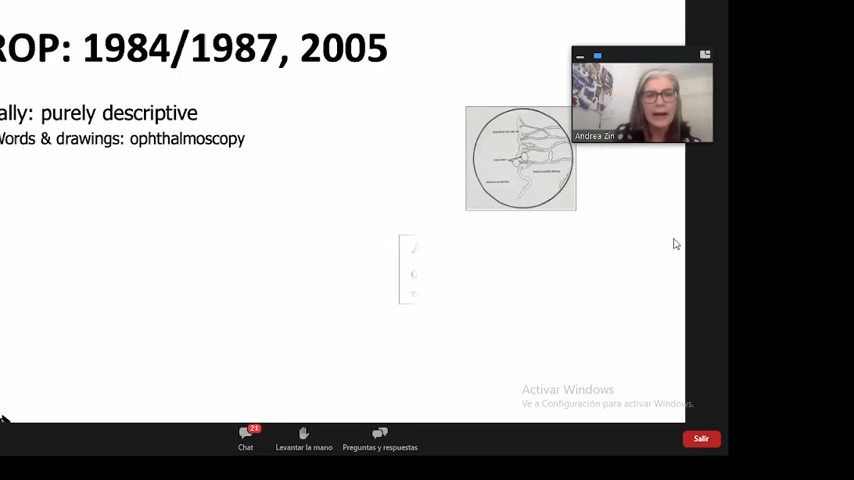 ROP: 1984/1987, 2005
ally: purely descriptive
Words & drawings: ophthalmoscopy
Andrea Zin
Activar Windows
Ve a Configuración para activar Windows.
21
Chat
Levantar la mano
Preguntas y respuestas
Salir